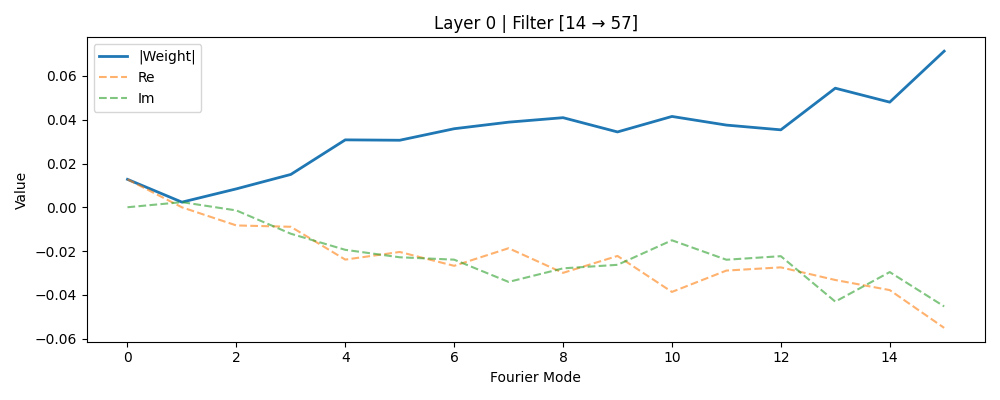 Layer 0 | Filter [14 → 57]
|Weight|
Re
Im
Value
0.06
0.04
0.02
0.00
−0.02
−0.04
−0.06
0 2 4 6 8 10 12 14
Fourier Mode